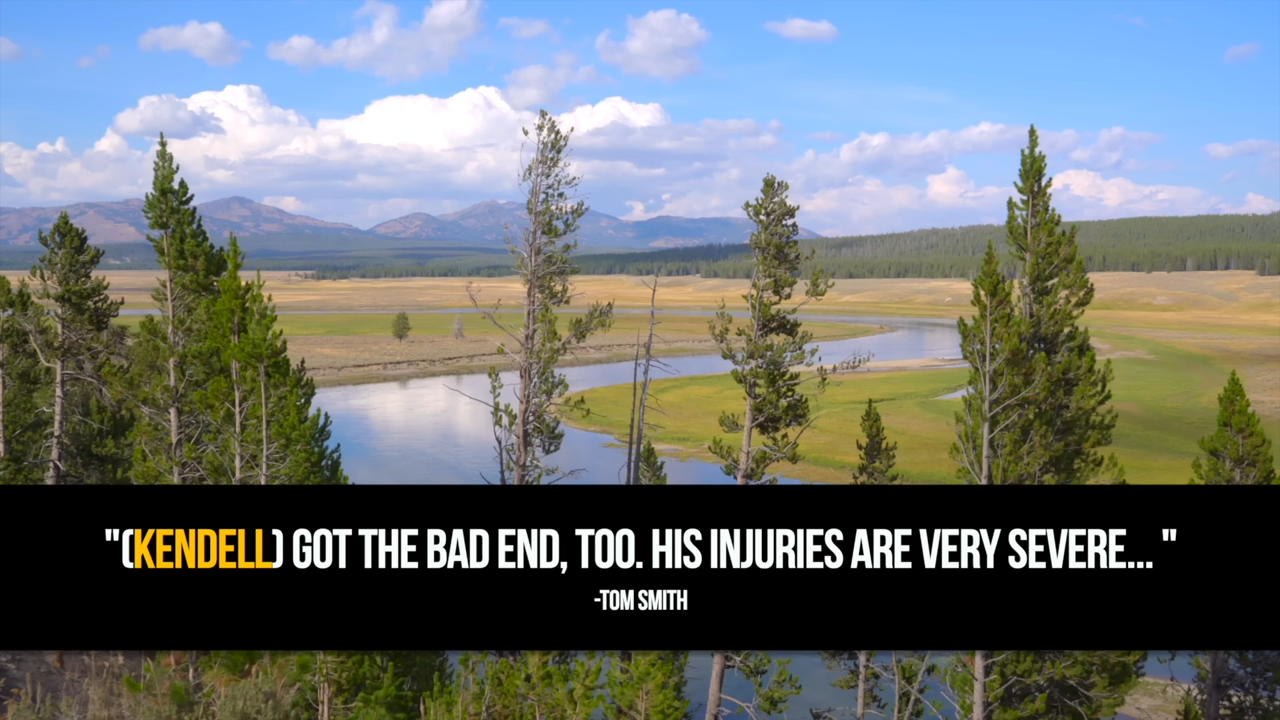 "(KENDELL) GOT THE BAD END, TOO. HIS INJURIES ARE VERY SEVERE... "
-TOM SMITH